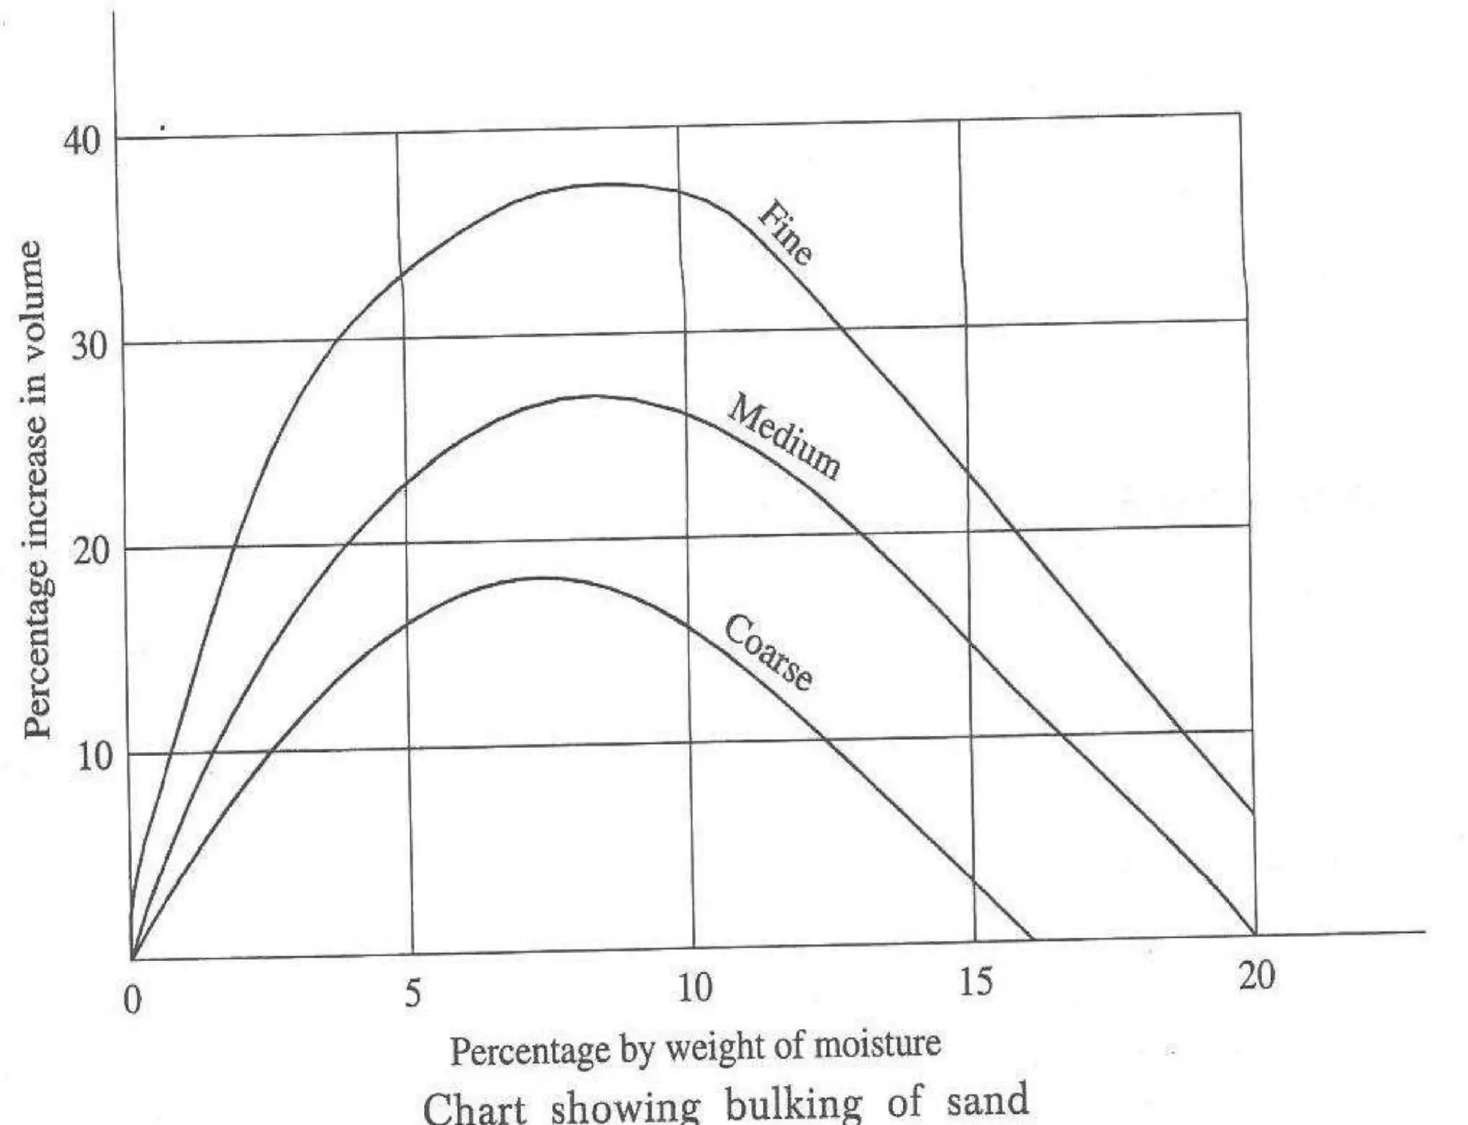 40
30
20
10
Percentage increase in volume
Fine
Medium
Coarse
0
5
10
15
20
Percentage by weight of moisture
Chart showing bulking of sand